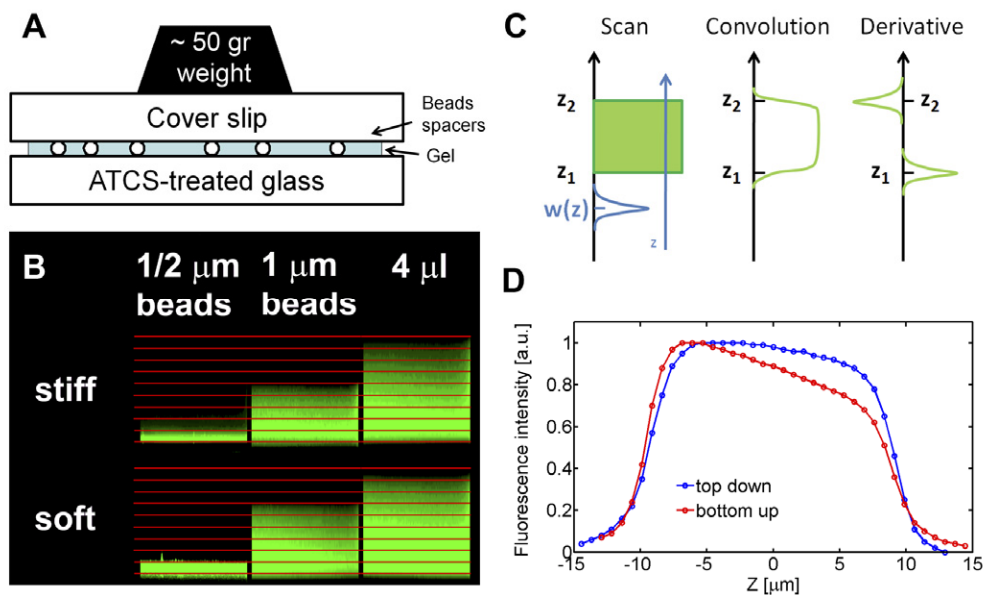 A
~ 50 gr
weight
Cover slip
Beads
spacers
Gel
ATCS-treated glass
B
1/2 μm
beads
1 μm
beads
4 μl
stiff
soft
C
Scan
Convolution
Derivative
z2
z1
w(z)
z
z2
z1
z2
z1
D
Fluorescence intensity [a.u.]
1
0.8
0.6
0.4
0.2
0
top down
bottom up
-15
-10
-5
0
5
10
15
Z [μm]